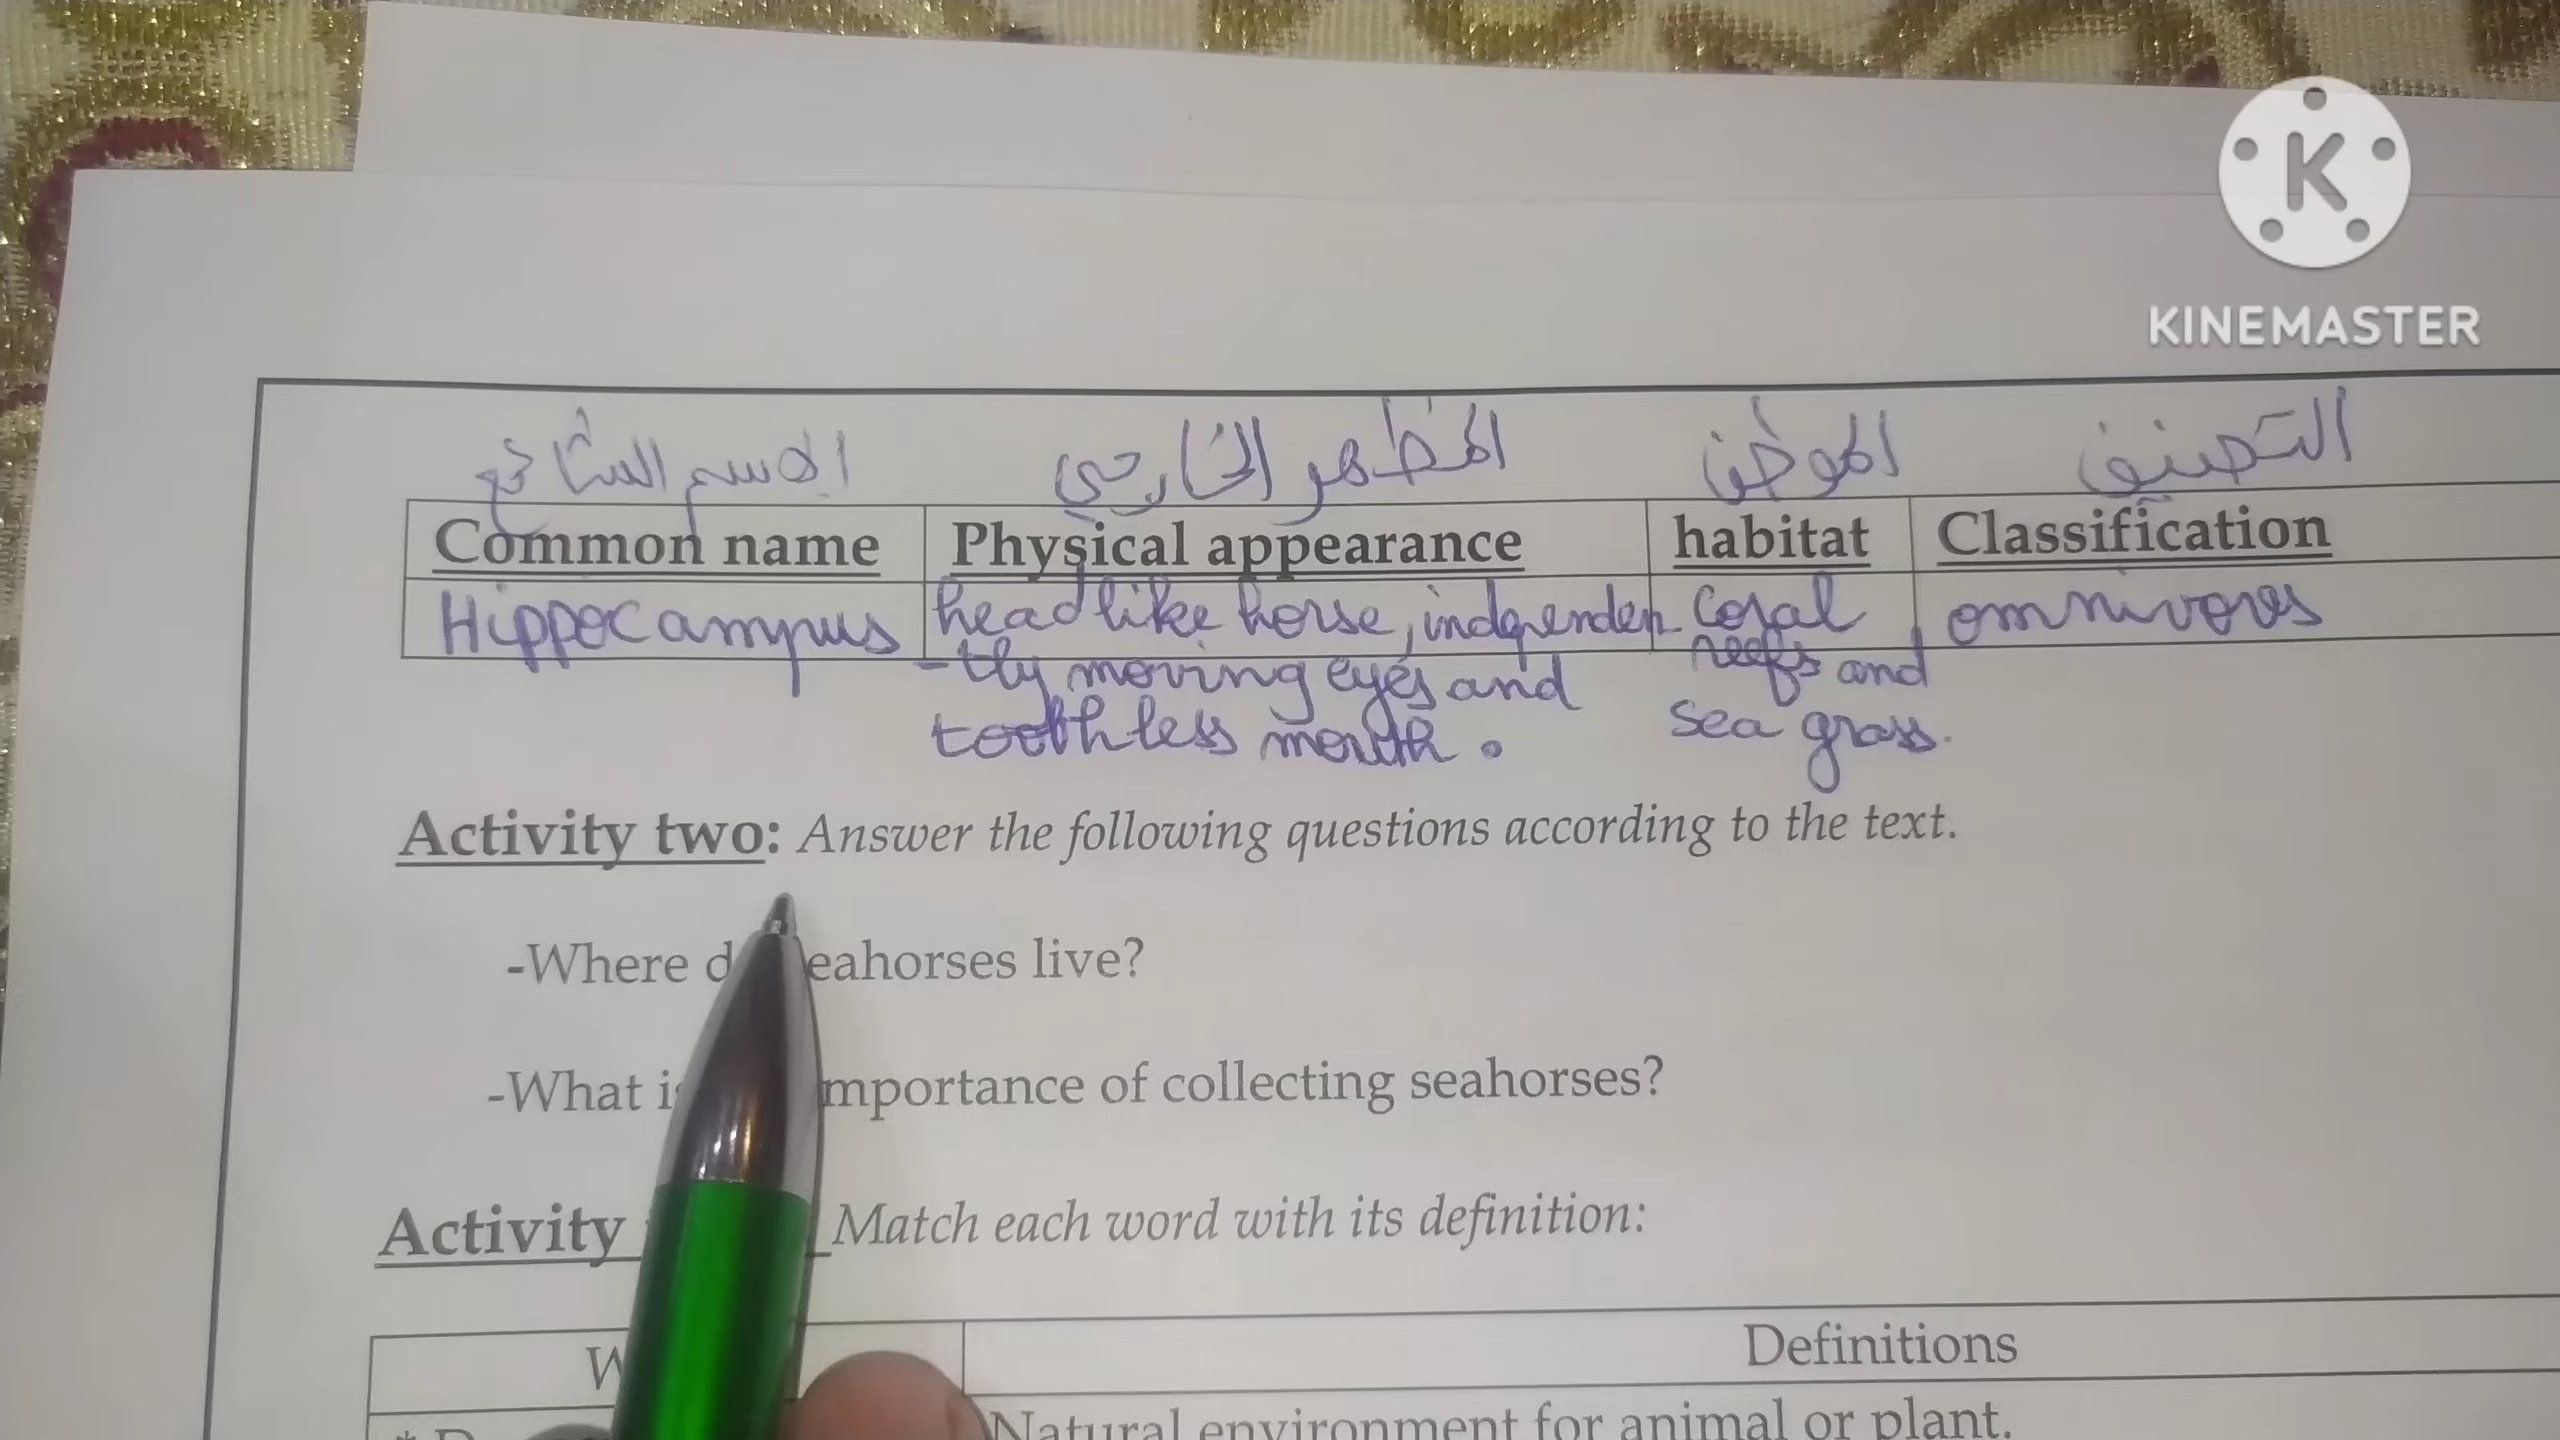 KINEMASTER
الاسم الشائع المظهر الخارجي الموطن التصنيف
Common name Physical appearance habitat Classification
Hippocampus head like horse, independen coral omnivores
-tly moving eyes and reefs and
toothless mouth. sea grass.
Activity two: Answer the following questions according to the text.
-Where d eahorses live?
-What is mportance of collecting seahorses?
Activity Match each word with its definition:
W Definitions
Natural environment for animal or plant.